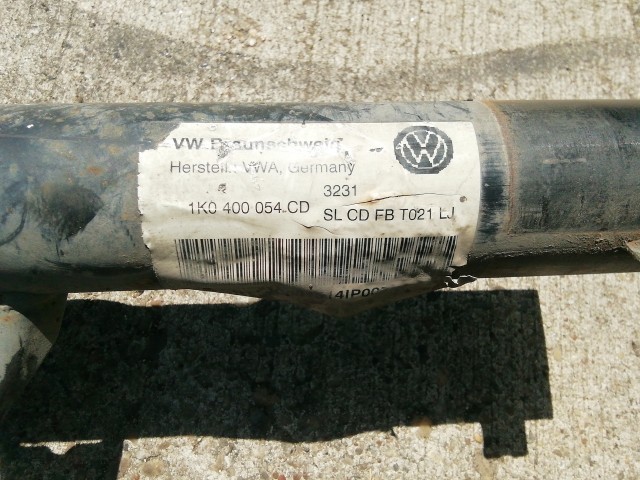 VW Braunschweig
Herstell.: VWA, Germany
3231
1K0 400 054.CD SL CD FB T021 LJ